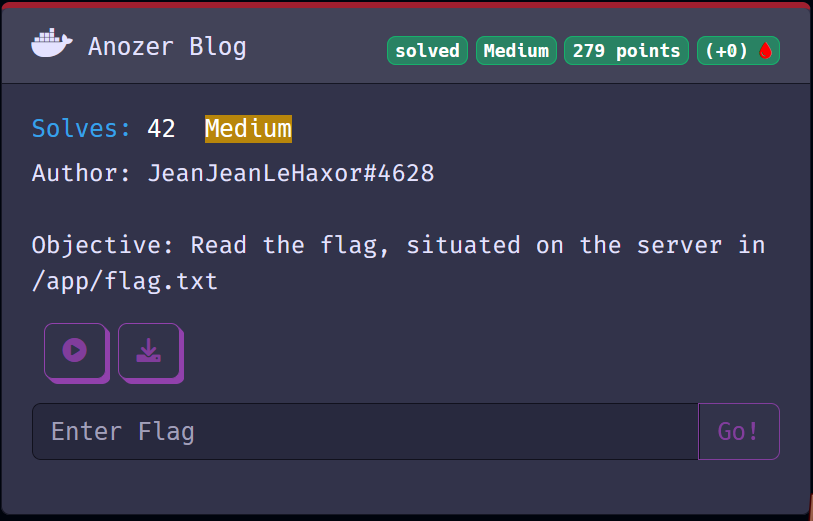 Anozer Blog
solved Medium 279 points (+0)
Solves: 42 Medium
Author: JeanJeanLeHaxor#4628
Objective: Read the flag, situated on the server in
/app/flag.txt
Enter Flag Go!